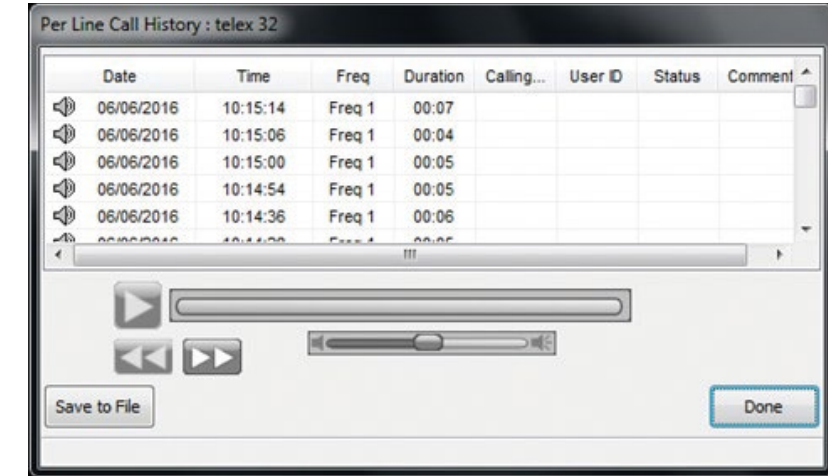 Per Line Call History : telex 32
Date Time Freq Duration Calling... User ID Status Comment
06/06/2016 10:15:14 Freq 1 00:07
06/06/2016 10:15:06 Freq 1 00:04
06/06/2016 10:15:00 Freq 1 00:05
06/06/2016 10:14:54 Freq 1 00:05
06/06/2016 10:14:36 Freq 1 00:06
Save to File
Done